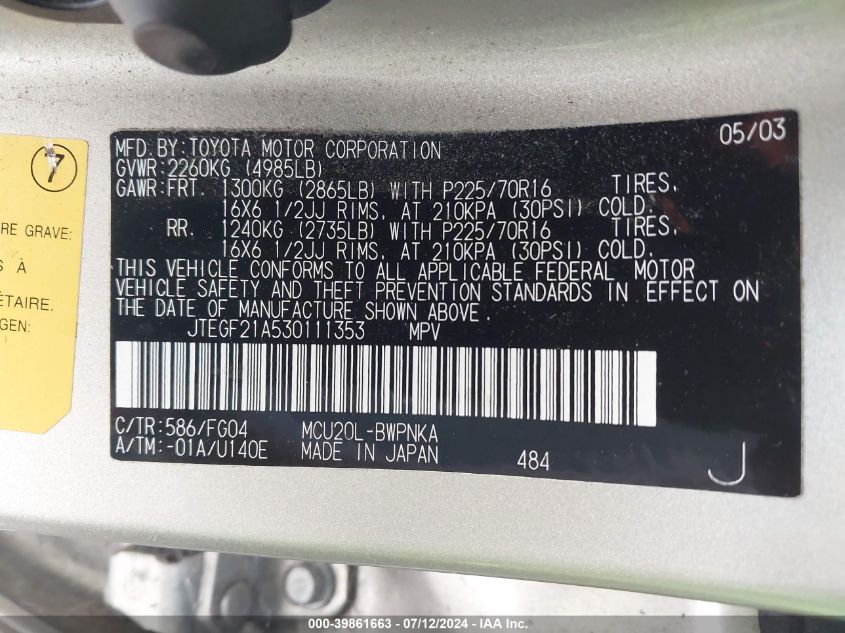 05/03
MFD. BY: TOYOTA MOTOR CORPORATION
GVWR: 2260KG (4985LB)
GAWR: FRT. 1300KG (2865LB) WITH P225/70R16 TIRES,
16X6 1/2JJ RIMS, AT 210KPA (30PSI) COLD.
RR. 1240KG (2735LB) WITH P225/70R16 TIRES,
16X6 1/2JJ RIMS, AT 210KPA (30PSI) COLD.
THIS VEHICLE CONFORMS TO ALL APPLICABLE FEDERAL MOTOR
VEHICLE SAFETY AND THEFT PREVENTION STANDARDS IN EFFECT ON
THE DATE OF MANUFACTURE SHOWN ABOVE.
JTEGF21A530111353 MPV
C/TR: 586/FG04 MCU20L-BWPNKA
A/TM: -01A/U140E MADE IN JAPAN 484 J
7
RE GRAVE:
S À
ÉTAIRE.
GEN:
000-39861663 - 07/12/2024 - © IAA, Inc.